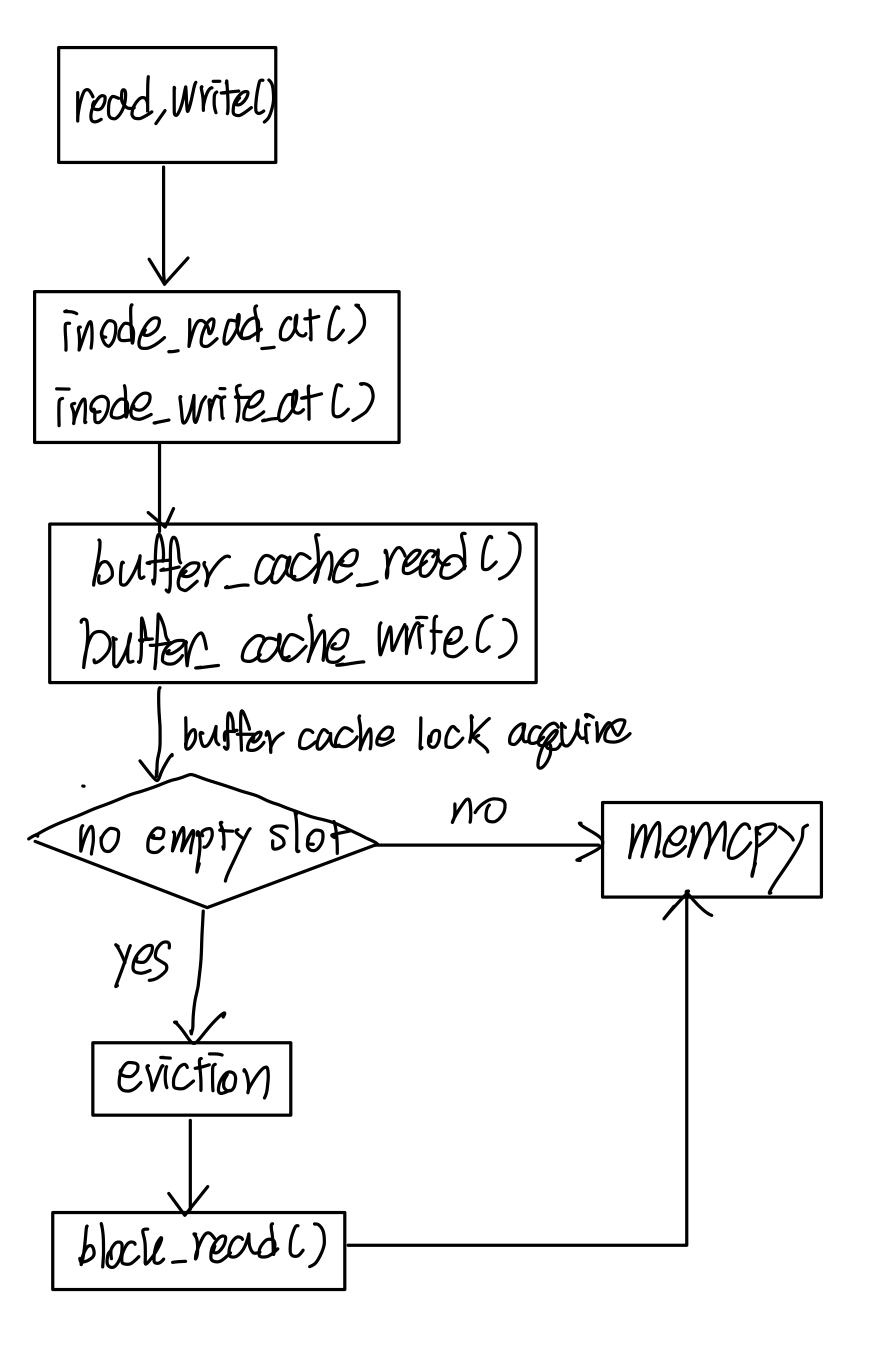 read,write()
inode_read_at()
inode_write_at()
buffer_cache_read()
buffer_cache_write()
buffer cache lock acquire
no empty slot
no
memcpy
yes
eviction
block_read()